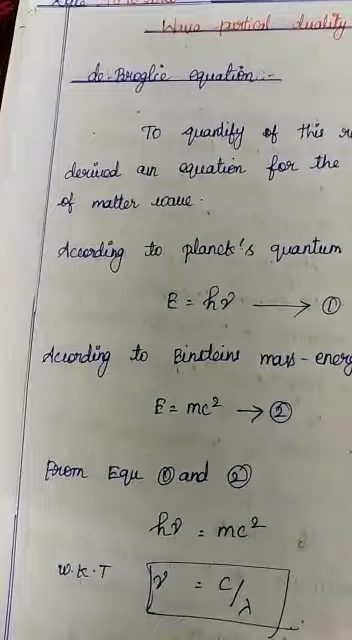 Wave partical duality
de-Broglie equation:-
To quantify of this
derived an equation for the
of matter wave.
According to planck's quantum
E = hν ⟶ ①
According to Einsteins mass-energ
E = mc² → ②
From Equ ① and ②
hν = mc²
W.K.T ν = C/λ